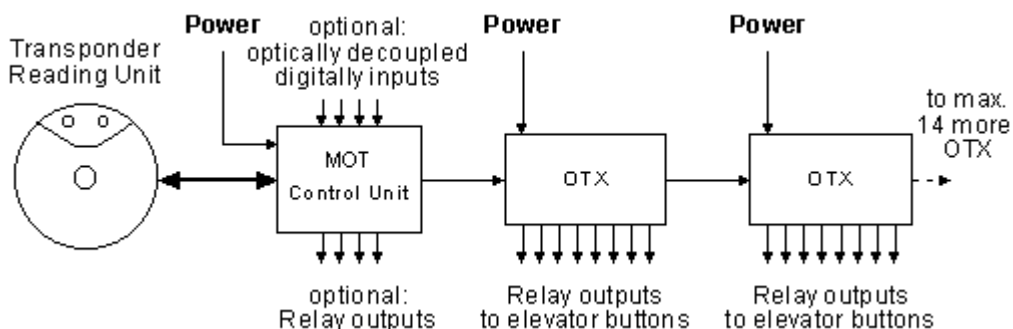 Transponder
Reading Unit
Power
optional:
optically decoupled
digitally inputs
Power
Power
to max.
14 more
OTX
MOT
Control Unit
OTX
OTX
optional:
Relay outputs
Relay outputs
to elevator buttons
Relay outputs
to elevator buttons